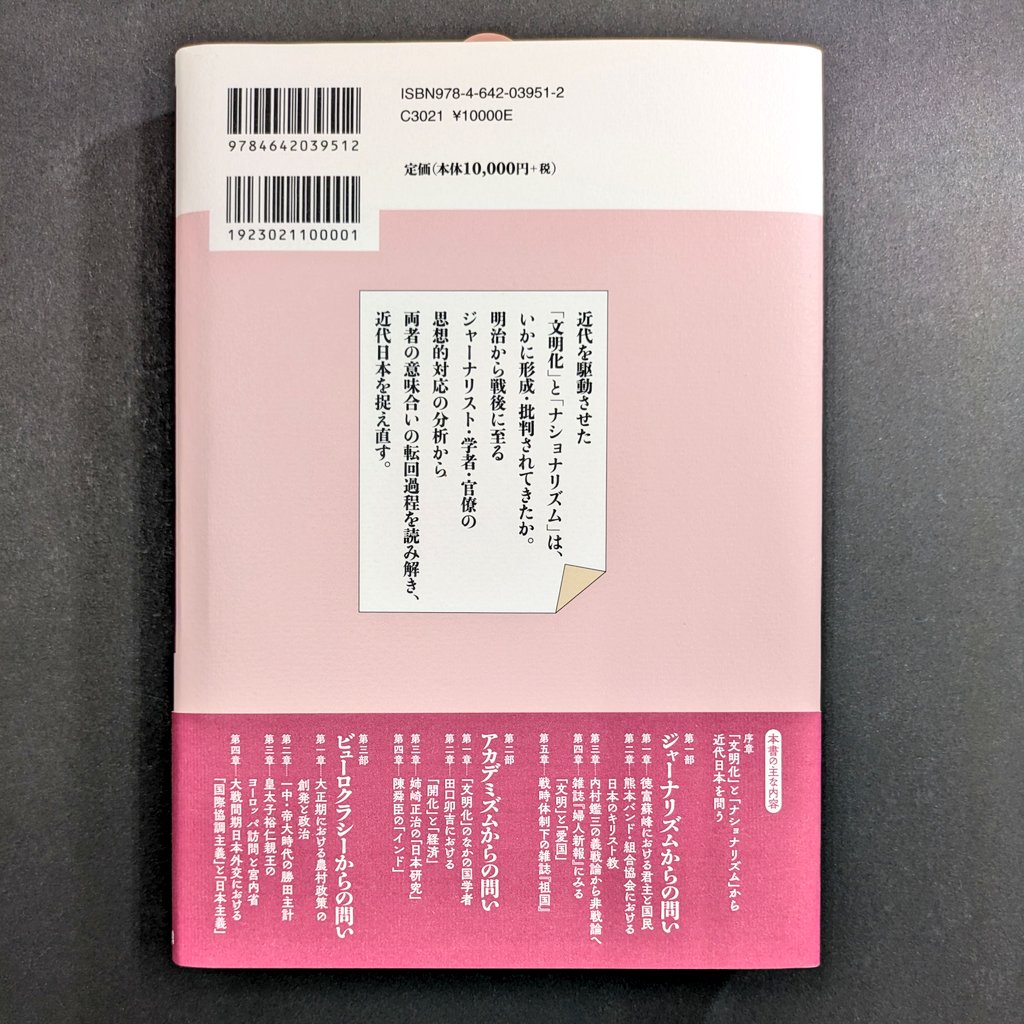 9784642039512
1923021100001
ISBN978-4-642-03951-2
C3021 ¥10000E
定価(本体10,000円+税)
近代を駆動させた
「文明化」と「ナショナリズム」は、
いかに形成・批判されてきたか。
明治から戦後に至る
ジャーナリスト・学者・官僚の
思想的対応の分析から
両者の意味合いの転回過程を読み解き、
近代日本を捉え直す。
本書の主な内容
序章
「文明化」と「ナショナリズム」から
近代日本を問う
第一部
ジャーナリズムからの問い
第一章―徳富蘇峰における君主と国民
第二章―熊本バンド・組合協会における
日本のキリスト教
第三章―内村鑑三の義戦論から非戦論へ
第四章―雑誌『婦人新報』にみる
「文明」と「愛国」
第五章―戦時体制下の雑誌『祖国』
第二部
アカデミズムからの問い
第一章―「文明化」のなかの国学者
第二章―田口卯吉における
「開化」と「経済」
第三章―姉崎正治の「日本研究」
第四章―陳舜臣の「インド」
第三部
ビューロクラシーからの問い
第一章―大正期における農村政策の
創発と政治
第二章―一中・帝大時代の勝田主計
第三章―皇太子裕仁親王の
ヨーロッパ訪問と宮内省
第四章―大戦間期日本外交における
「国際協調主義」と「日本主義」